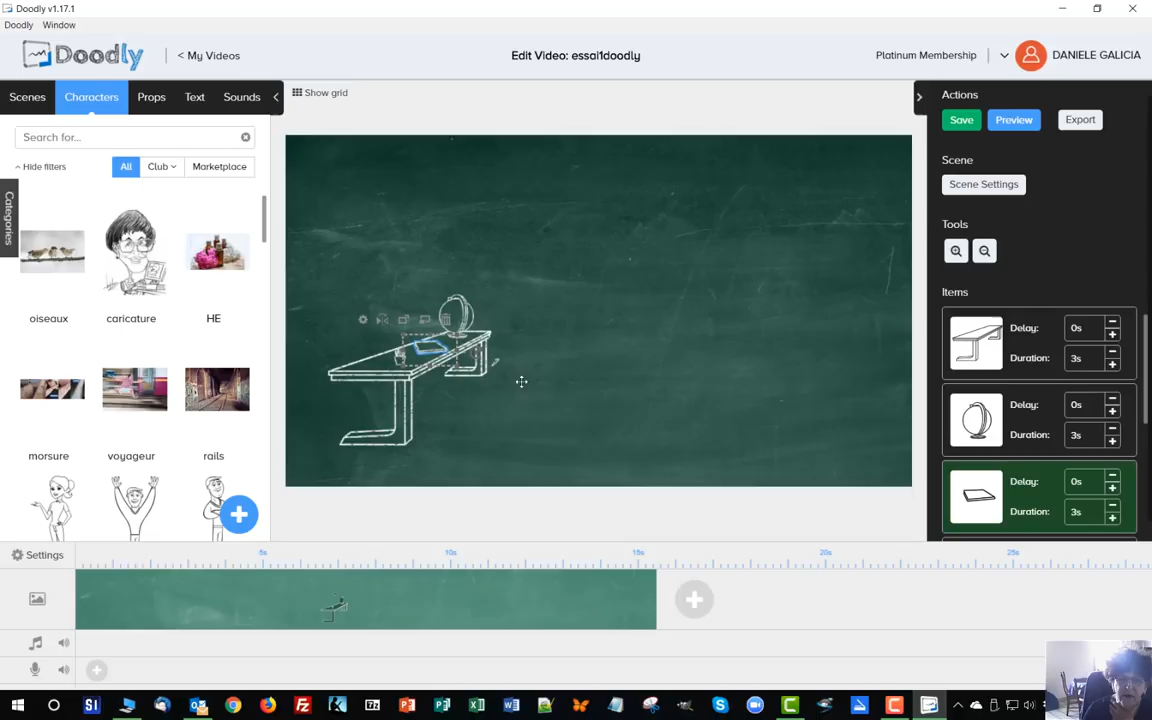 Doodly v1.17.1
Doodly Window
Doodly < My Videos Edit Video: essai1doodly Platinum Membership DANIELE GALICIA
Scenes Characters Props Text Sounds
Show grid
Search for...
Hide filters All Club Marketplace
Categories
oiseaux caricature HE
morsure voyageur rails
Actions
Save Preview Export
Scene
Scene Settings
Tools
Items
Delay: 0s
Duration: 3s
Delay: 0s
Duration: 3s
Delay: 0s
Duration: 3s
Settings 5s 10s 15s 20s 25s